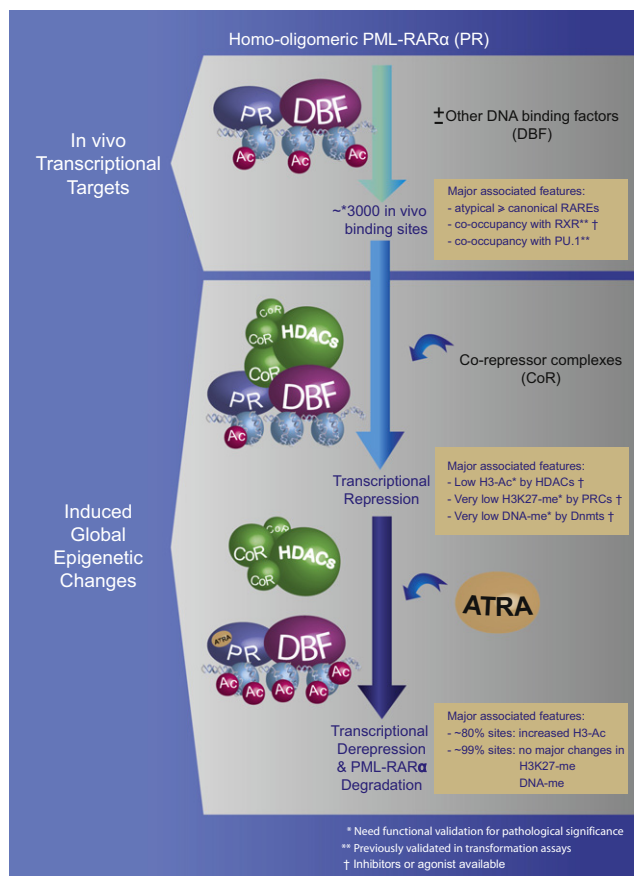 Homo-oligomeric PML-RARα (PR)
In vivo
Transcriptional
Targets
PR
DBF
Ac
Ac
Ac
± Other DNA binding factors
(DBF)
~*3000 in vivo
binding sites
Major associated features:
- atypical ⩾ canonical RAREs
- co-occupancy with RXR** †
- co-occupancy with PU.1**
Induced
Global
Epigenetic
Changes
CoR
CoR
HDACs
CoR
PR
DBF
Ac
Co-repressor complexes
(CoR)
Transcriptional
Repression
Major associated features:
- Low H3-Ac* by HDACs †
- Very low H3K27-me* by PRCs †
- Very low DNA-me* by Dnmts †
CoR
CoR
HDACs
CoR
ATRA
ATRA
PR
DBF
Ac
Ac
Ac
Ac
Ac
Transcriptional
Derepression
& PML-RARα
Degradation
Major associated features:
- ~80% sites: increased H3-Ac
- ~99% sites: no major changes in
H3K27-me
DNA-me
* Need functional validation for pathological significance
** Previously validated in transformation assays
† Inhibitors or agonist available